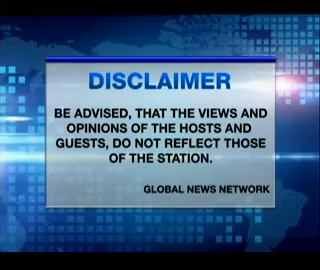 DISCLAIMER
BE ADVISED, THAT THE VIEWS AND
OPINIONS OF THE HOSTS AND
GUESTS, DO NOT REFLECT THOSE
OF THE STATION.
GLOBAL NEWS NETWORK